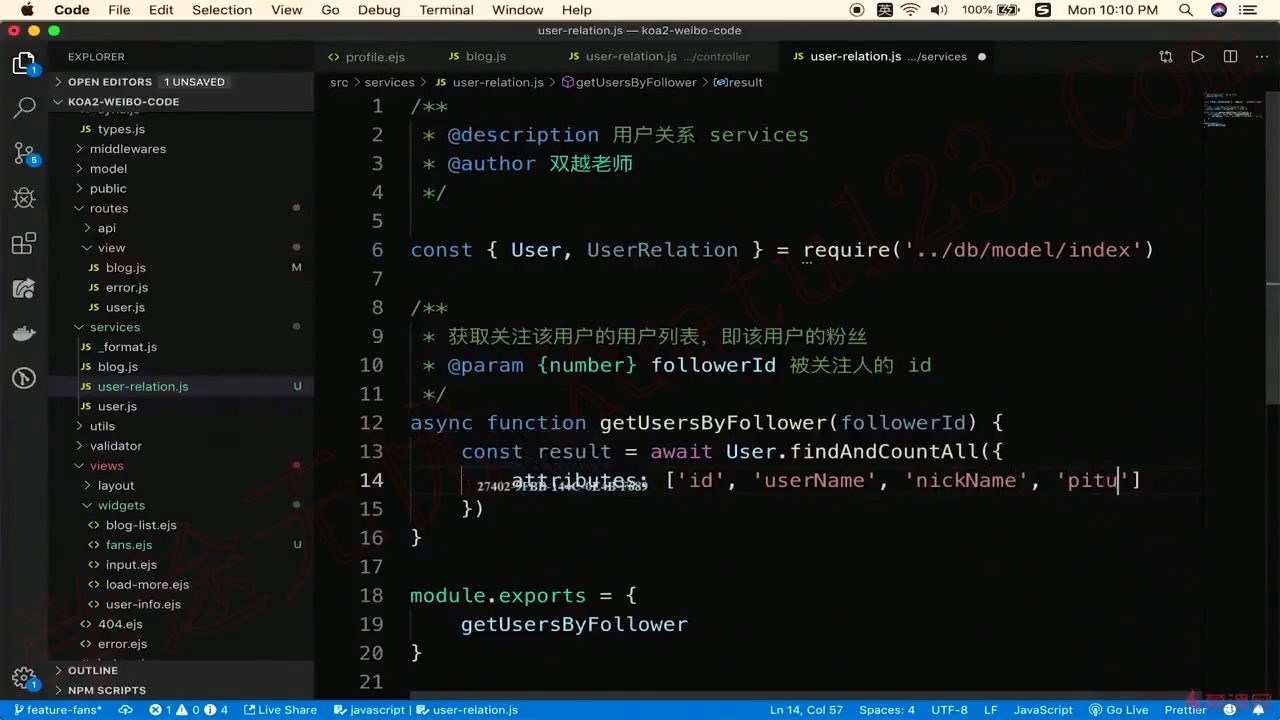 Code File Edit Selection View Go Debug Terminal Window Help 英 100% Mon 10:10 PM
user-relation.js — koa2-weibo-code
EXPLORER
profile.ejs
blog.js
user-relation.js .../controller
user-relation.js .../services
OPEN EDITORS 1 UNSAVED
src > services > user-relation.js > getUsersByFollower > result
KOA2-WEIBO-CODE
types.js
middlewares
model
public
routes
api
view
blog.js M
error.js
user.js
services
_format.js
blog.js
user-relation.js U
user.js
utils
validator
views
layout
widgets
blog-list.ejs
fans.ejs U
input.ejs
load-more.ejs
user-info.ejs
404.ejs
error.ejs
OUTLINE
NPM SCRIPTS
1 /**
2 * @description 用户关系 services
3 * @author 双越老师
4 */
5
6 const { User, UserRelation } = require('../db/model/index')
7
8 /**
9 * 获取关注该用户的用户列表，即该用户的粉丝
10 * @param {number} followerId 被关注人的 id
11 */
12 async function getUsersByFollower(followerId) {
13 const result = await User.findAndCountAll({
14 attributes: ['id', 'userName', 'nickName', 'pitu']
15 })
16 }
17
18 module.exports = {
19 getUsersByFollower
20 }
21
feature-fans* 1 0 4 Live Share javascript | user-relation.js Ln 14, Col 57 Spaces: 4 UTF-8 LF JavaScript Go Live Prettier